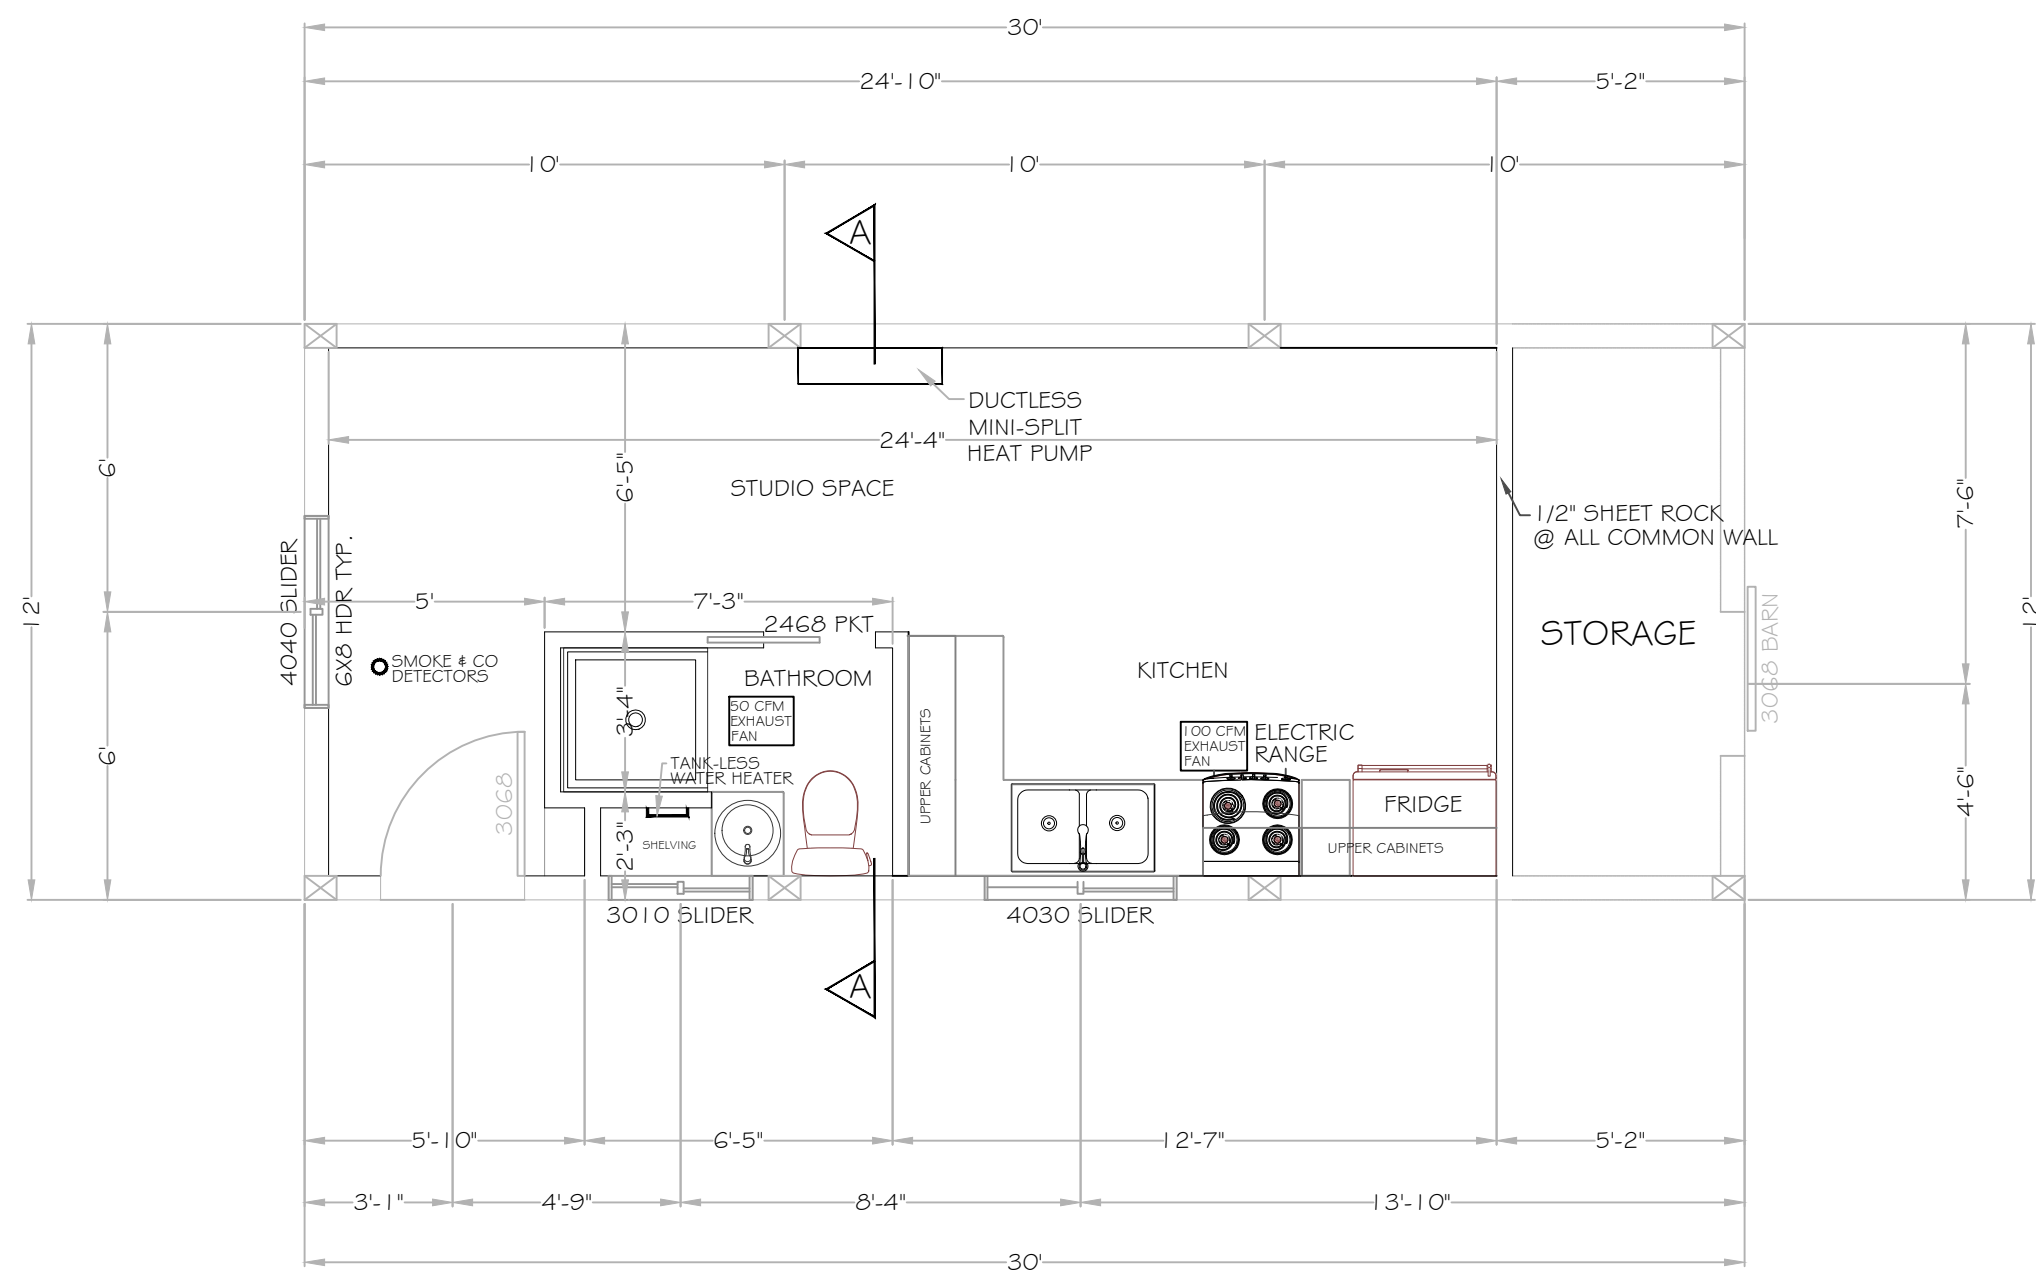 30'
24'-10"
5'-2"
10'
10'
10'
A
DUCTLESS
MINI-SPLIT
HEAT PUMP
24'-4"
6'
6'-5"
7'-6"
STUDIO SPACE
1/2" SHEET ROCK
@ ALL COMMON WALL
4040 SLIDER
6X8 HDR TYP.
12'
12'
5'
7'-3"
2468 PKT
STORAGE
3068 BARN
SMOKE & CO
DETECTORS
BATHROOM
KITCHEN
50 CFM
EXHAUST
FAN
3'-4"
100 CFM
EXHAUST
FAN
ELECTRIC
RANGE
6'
TANK-LESS
WATER HEATER
UPPER CABINETS
3068
FRIDGE
4'-6"
SHELVING
2'-3"
UPPER CABINETS
3010 SLIDER
4030 SLIDER
A
5'-10"
6'-5"
12'-7"
5'-2"
3'-1"
4'-9"
8'-4"
13'-10"
30'